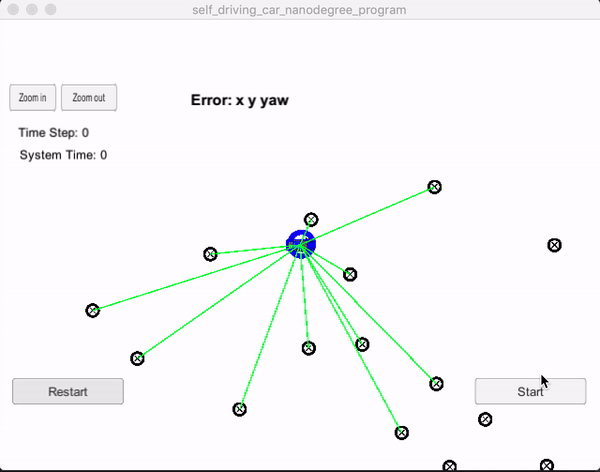 self_driving_car_nanodegree_program
Zoom in
Zoom out
Error: x y yaw
Time Step: 0
System Time: 0
Restart
Start